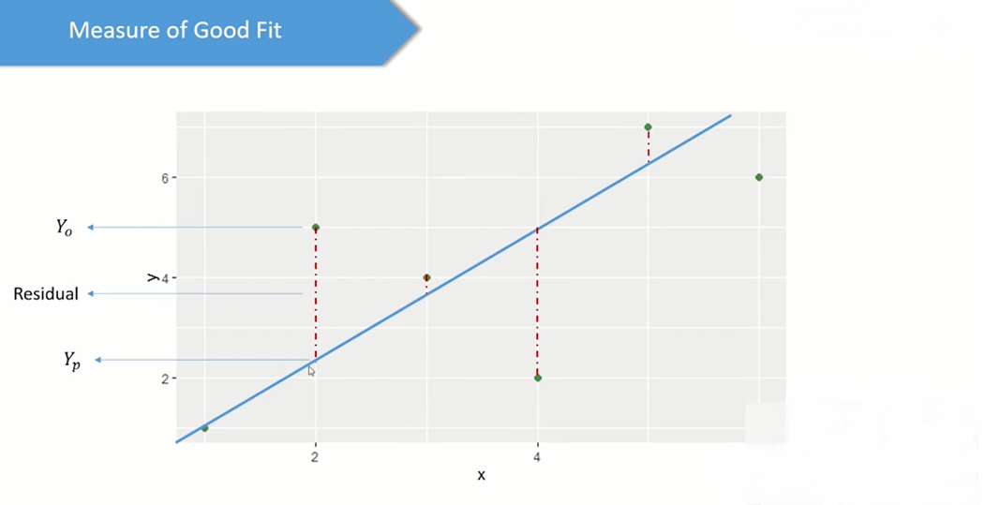 Measure of Good Fit
Yₒ
Residual
Yₚ
y
6
4
2
2
4
x